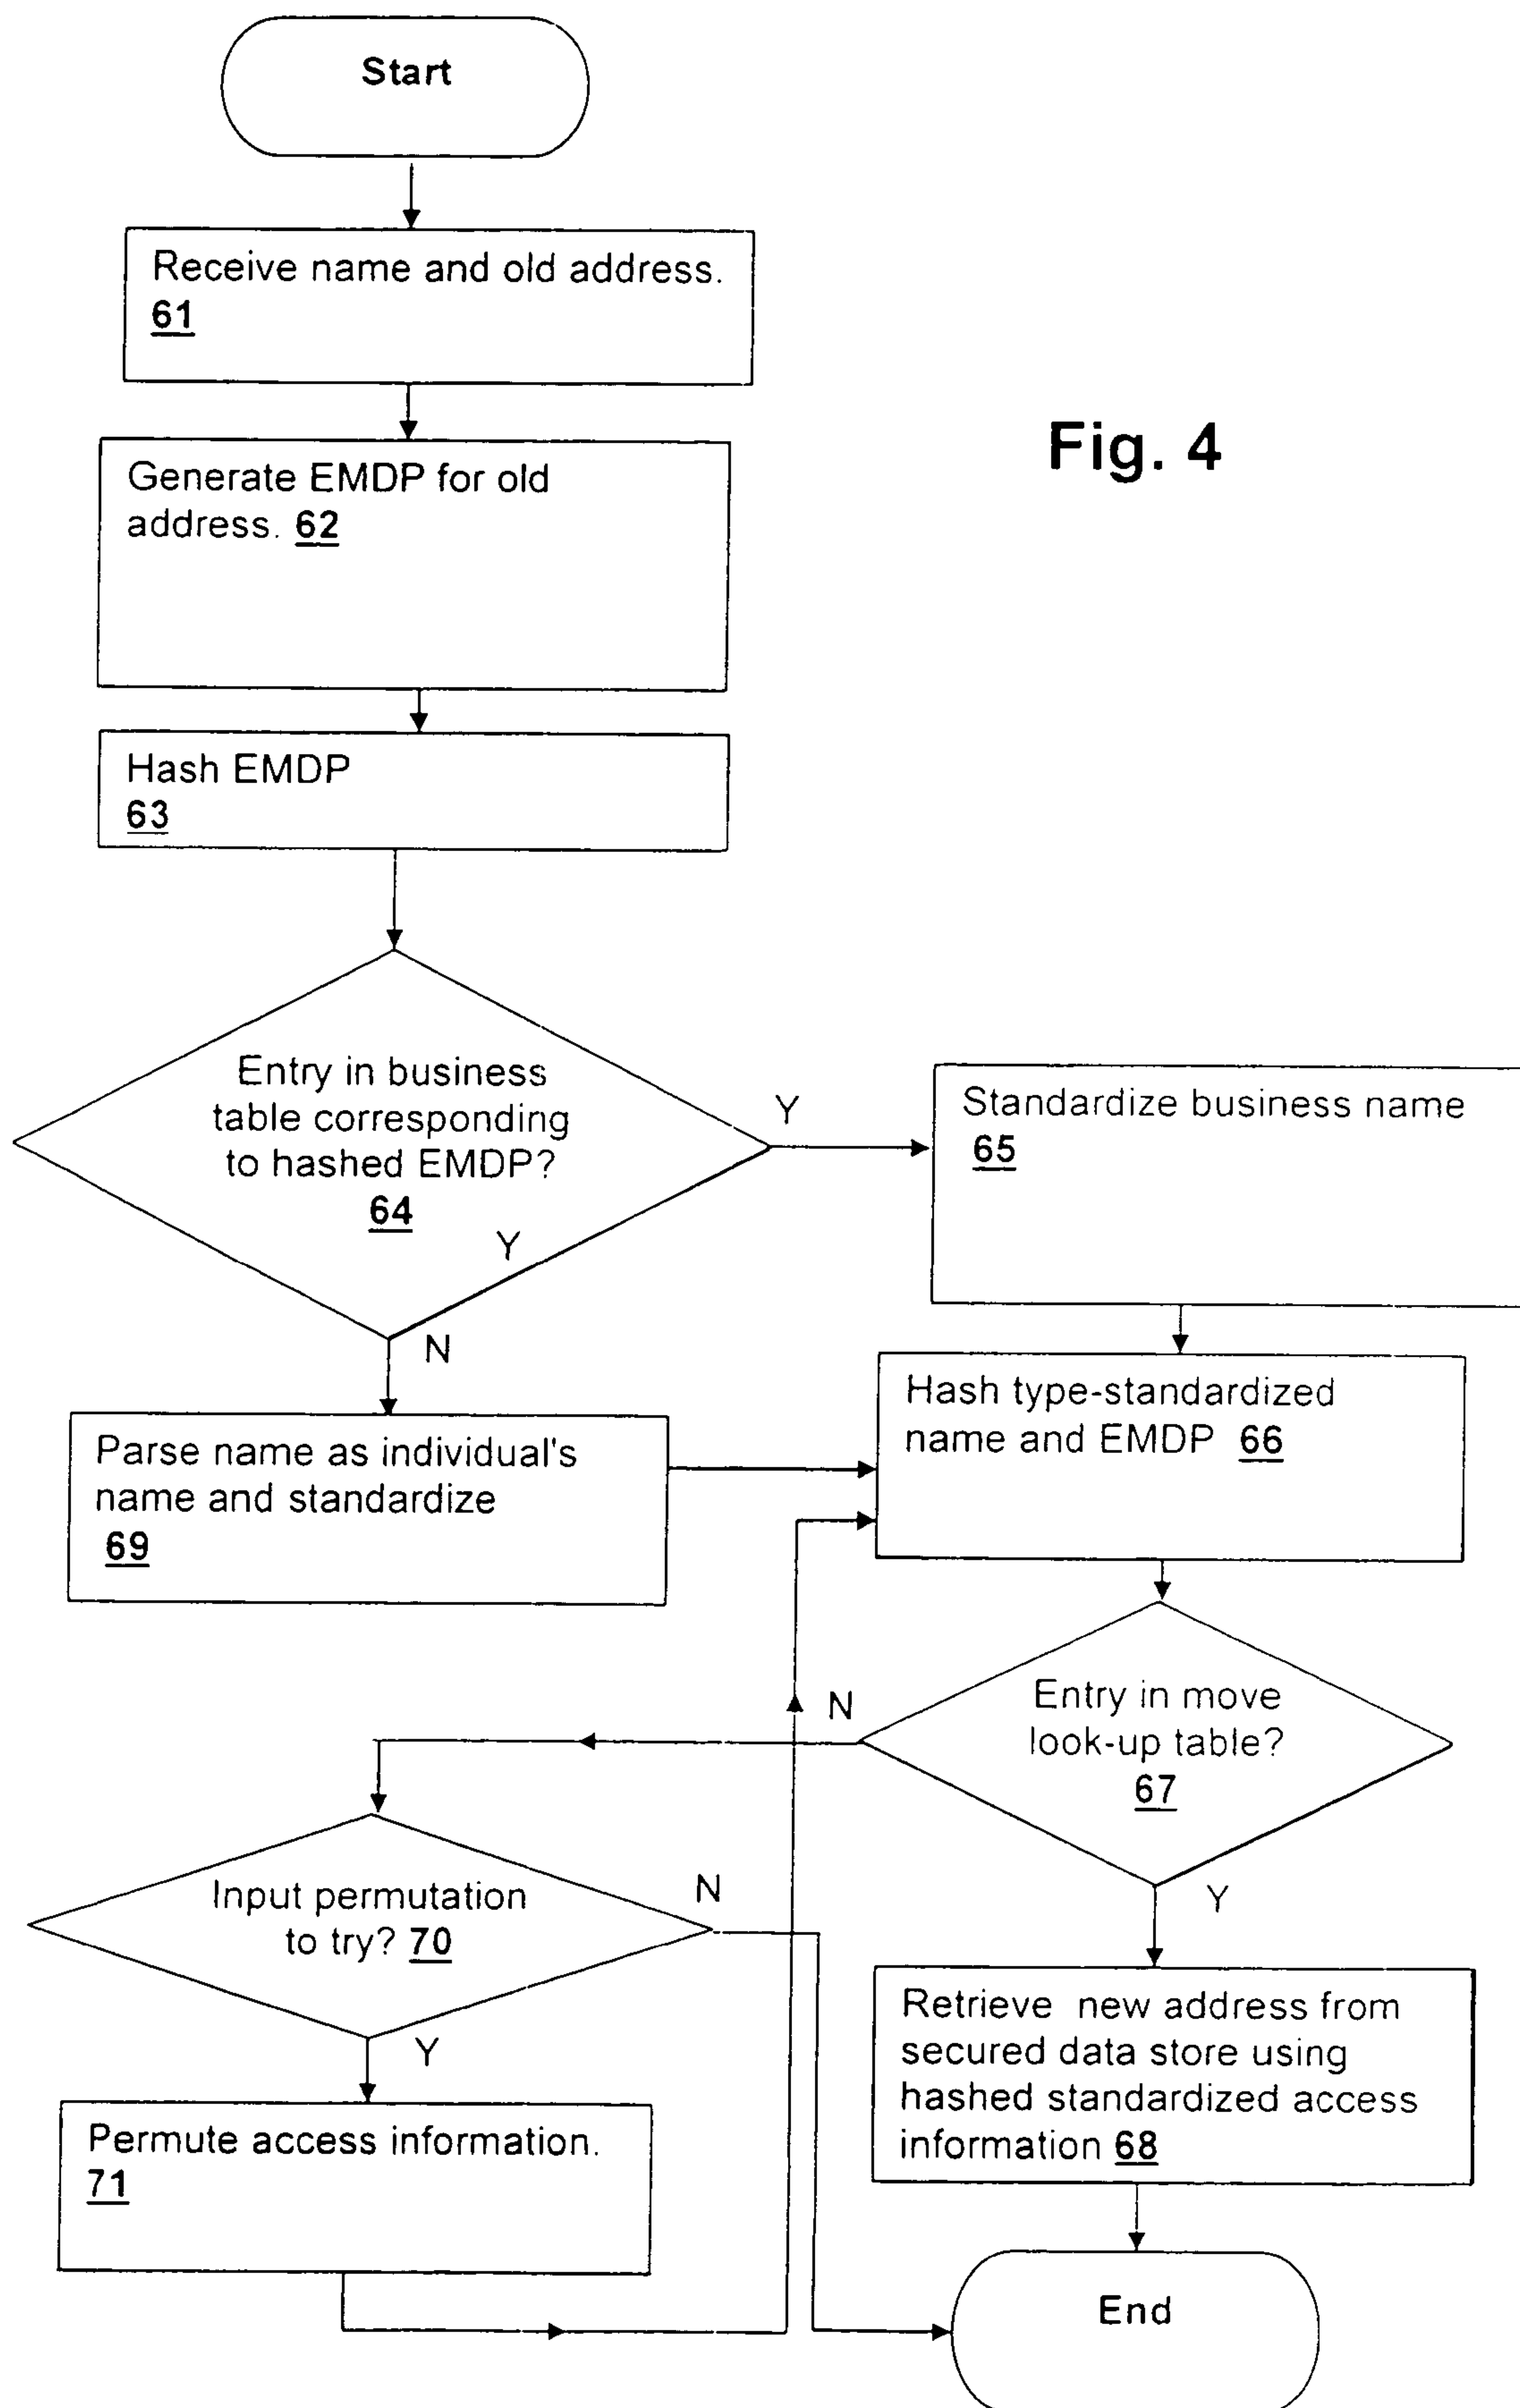 Start
Receive name and old address.
61
Fig. 4
Generate EMDP for old
address. 62
Hash EMDP
63
Entry in business
table corresponding
to hashed EMDP?
64
Y
Y
N
Standardize business name
65
Hash type-standardized
name and EMDP 66
Parse name as individual's
name and standardize
69
Entry in move
look-up table?
67
N
Y
Input permutation
to try? 70
N
Y
Retrieve new address from
secured data store using
hashed standardized access
information 68
Permute access information.
71
End